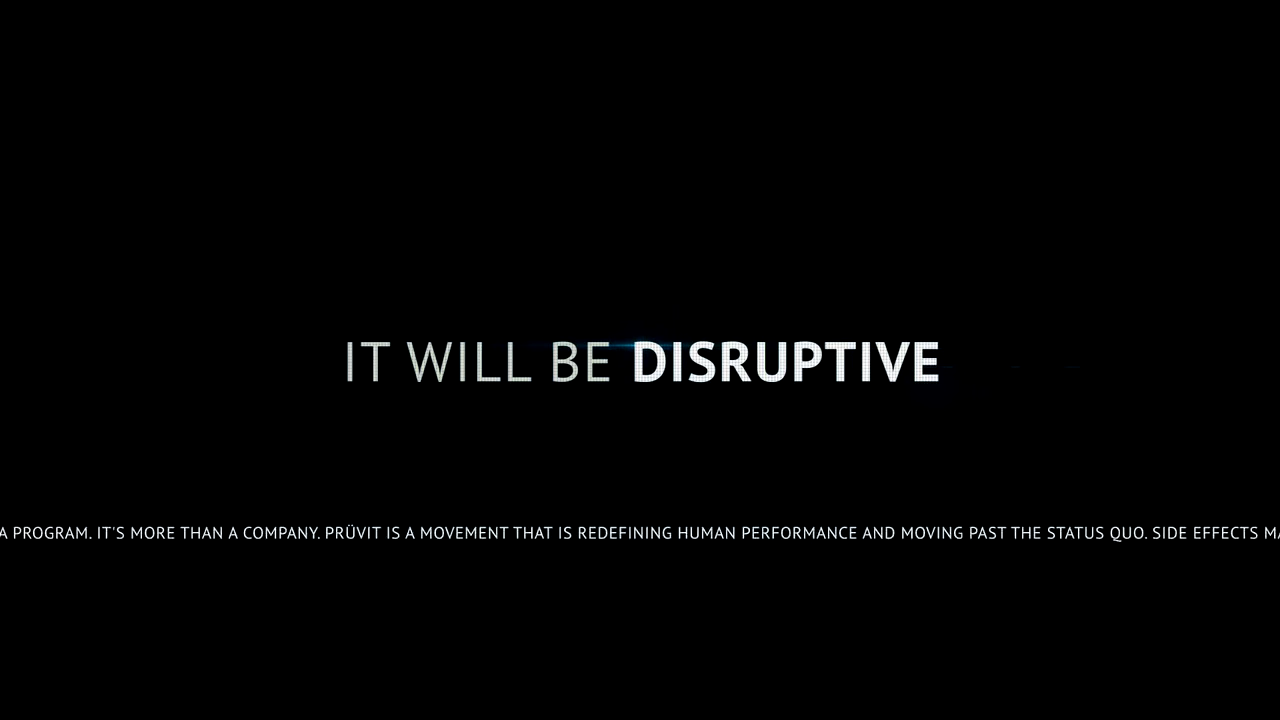 IT WILL BE DISRUPTIVE
A PROGRAM. IT'S MORE THAN A COMPANY. PRÜVIT IS A MOVEMENT THAT IS REDEFINING HUMAN PERFORMANCE AND MOVING PAST THE STATUS QUO. SIDE EFFECTS